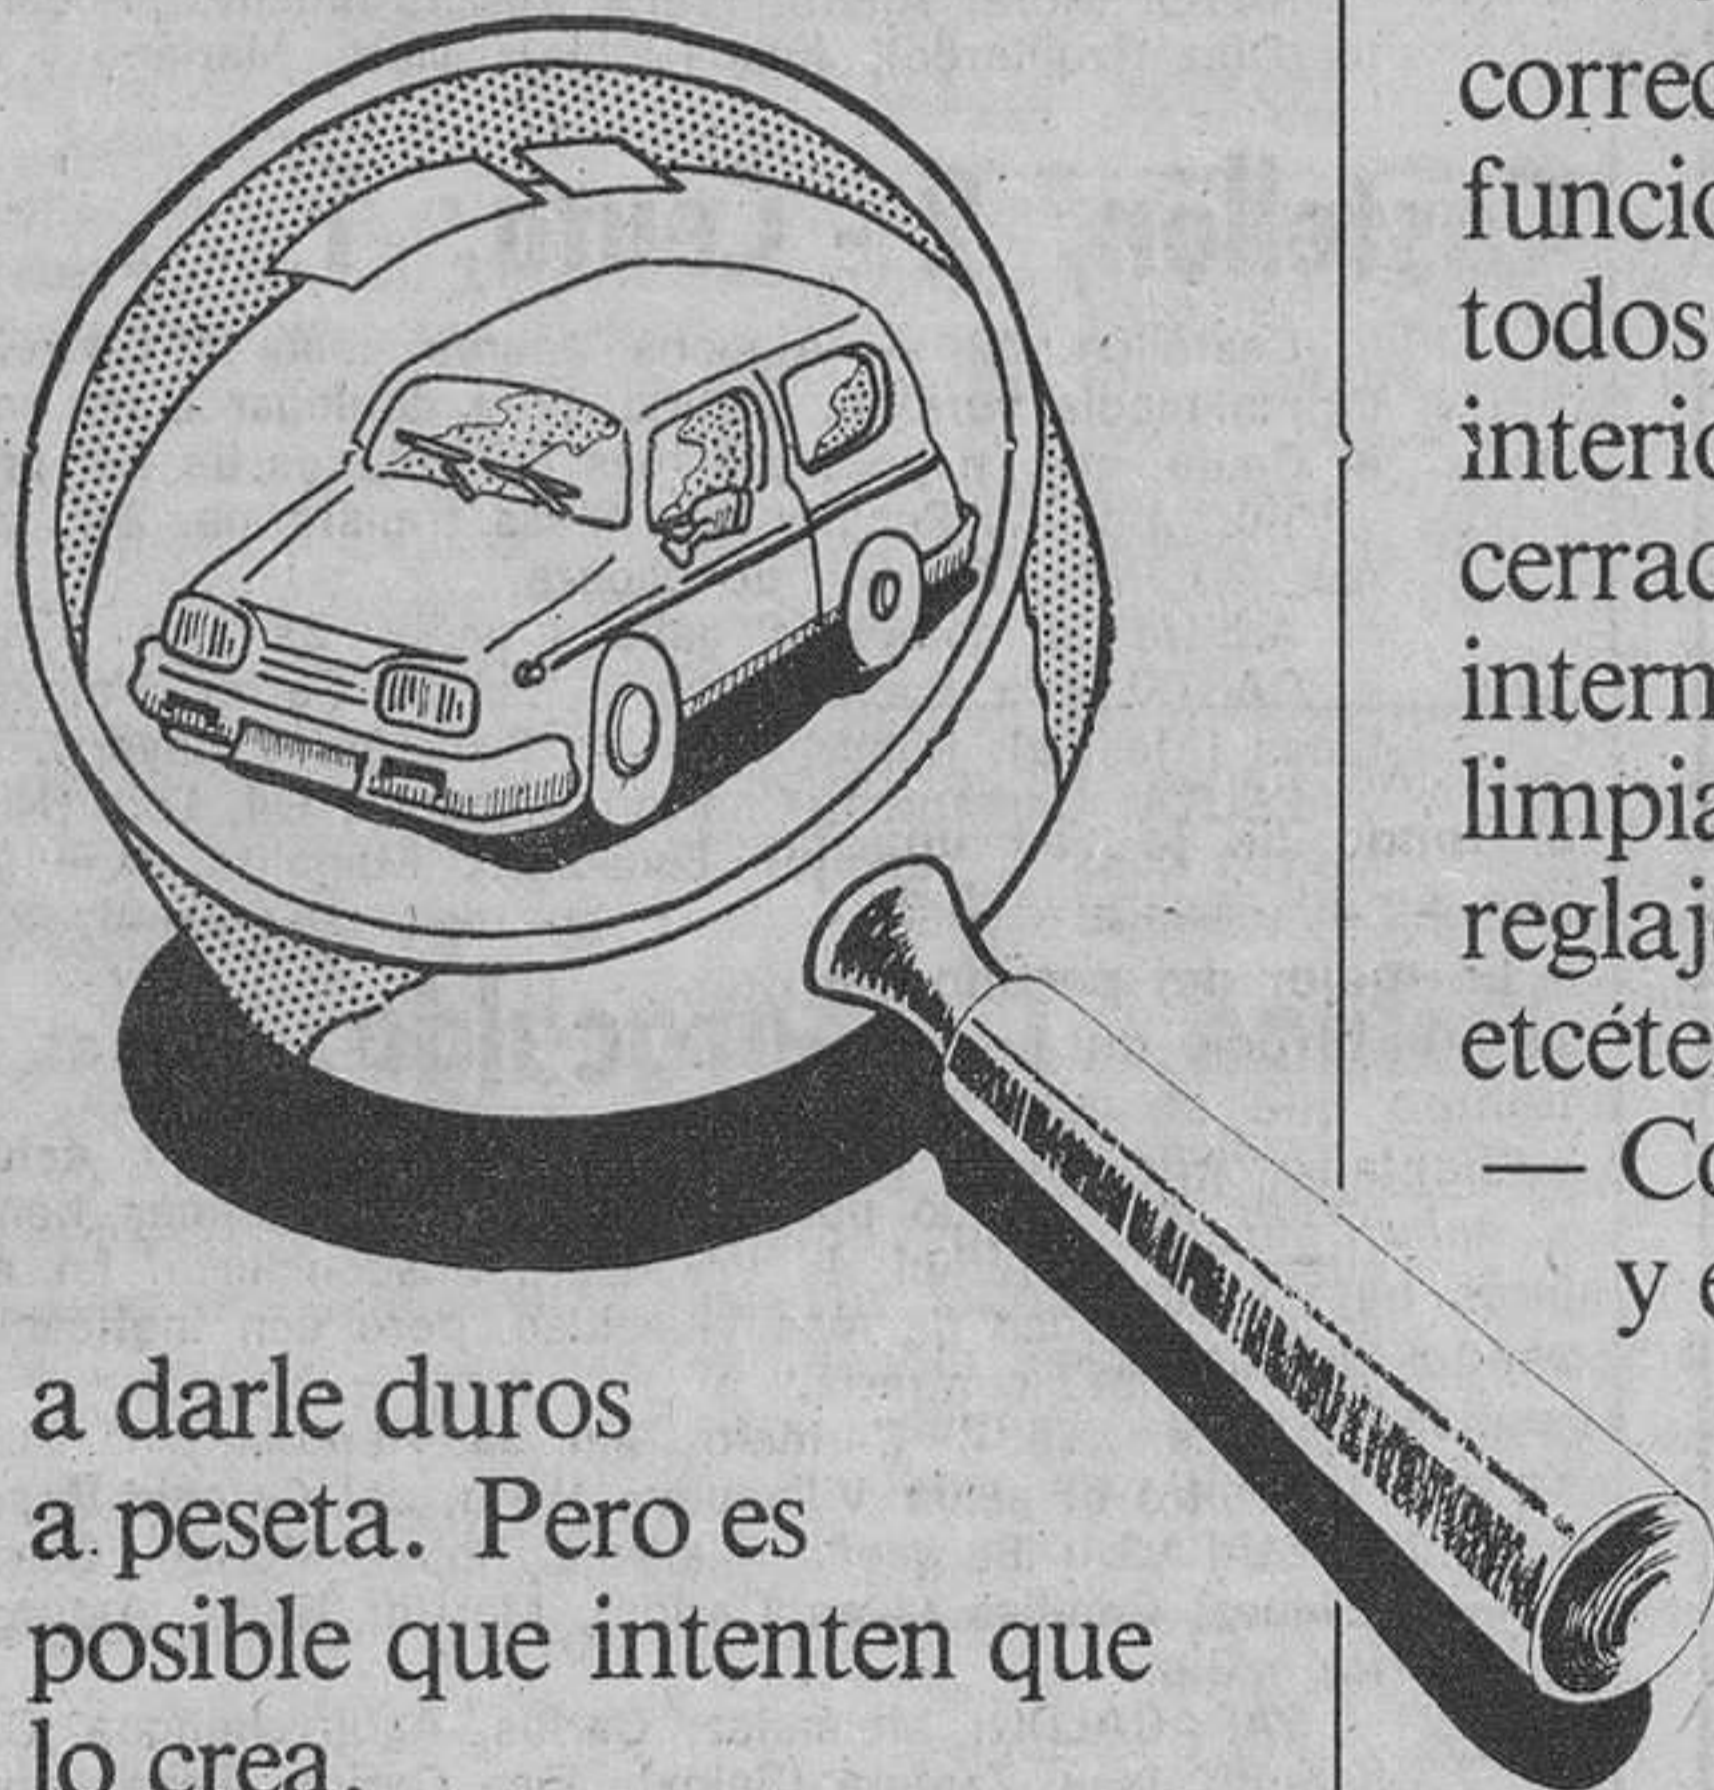 a darle duros
a peseta. Pero es
posible que intenten que
lo crea.
correc
funcio
todos
interio
cerrad
intern
limpia
reglaj
etcéte
— Co
y e